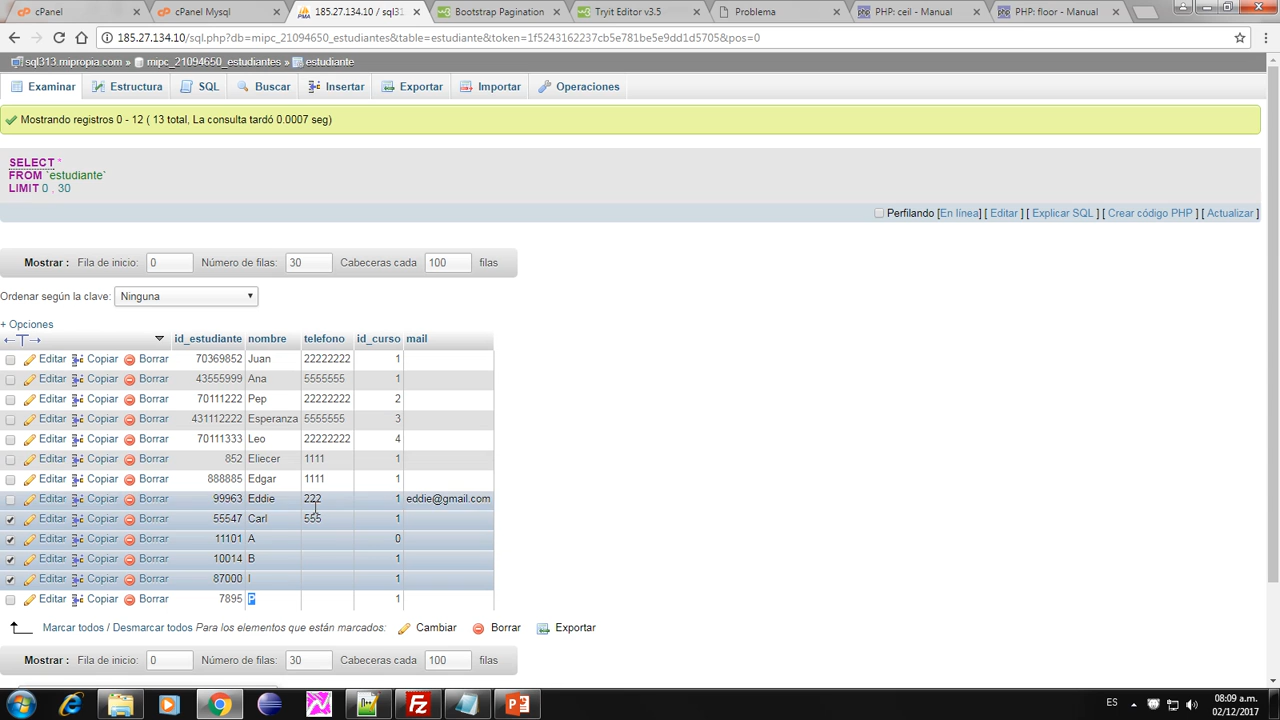 cPanel
cPanel Mysql
185.27.134.10 / sql31
Bootstrap Pagination
Tryit Editor v3.5
Problema
PHP: ceil - Manual
PHP: floor - Manual
185.27.134.10/sql.php?db=mipc_21094650_estudiantes&table=estudiante&token=1f5243162237cb5e781be5e9dd1d5705&pos=0
sql313.mipropia.com » mipc_21094650_estudiantes » estudiante
Examinar Estructura SQL Buscar Insertar Exportar Importar Operaciones
Mostrando registros 0 - 12 ( 13 total, La consulta tardó 0.0007 seg)
SELECT *
FROM `estudiante`
LIMIT 0 , 30
Perfilando [En línea] [ Editar ] [ Explicar SQL ] [ Crear código PHP ] [ Actualizar ]
Mostrar : Fila de inicio: 0 Número de filas: 30 Cabeceras cada 100 filas
Ordenar según la clave: Ninguna
+ Opciones
←T→ id_estudiante nombre telefono id_curso mail
Editar Copiar Borrar 70369852 Juan 22222222 1
Editar Copiar Borrar 43555999 Ana 5555555 1
Editar Copiar Borrar 70111222 Pep 22222222 2
Editar Copiar Borrar 431112222 Esperanza 5555555 3
Editar Copiar Borrar 70111333 Leo 22222222 4
Editar Copiar Borrar 852 Eliecer 1111 1
Editar Copiar Borrar 888885 Edgar 1111 1
Editar Copiar Borrar 99963 Eddie 222 1 eddie@gmail.com
Editar Copiar Borrar 55547 Carl 555 1
Editar Copiar Borrar 11101 A 0
Editar Copiar Borrar 10014 B 1
Editar Copiar Borrar 87000 I 1
Editar Copiar Borrar 7895 P 1
Marcar todos / Desmarcar todos Para los elementos que están marcados: Cambiar Borrar Exportar
Mostrar : Fila de inicio: 0 Número de filas: 30 Cabeceras cada 100 filas
ES
08:09 a.m.
02/12/2017